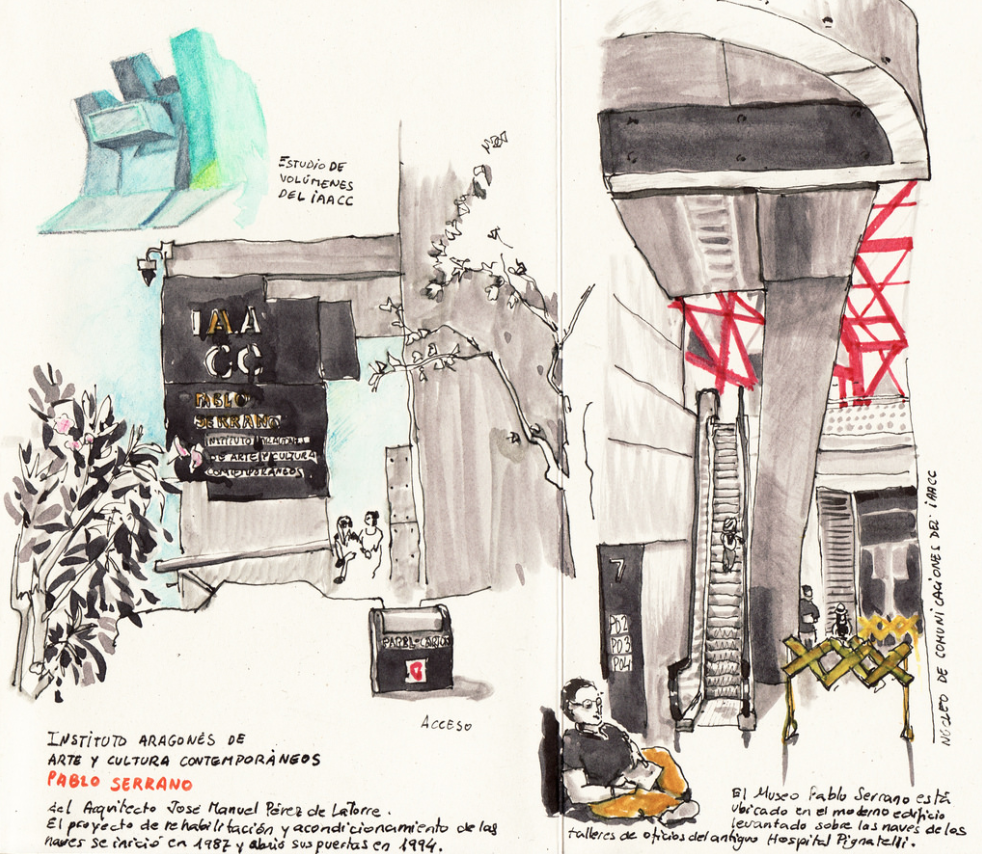 ESTUDIO DE
VOLÚMENES
DEL IAACC
IAA
CC
PABLO
SERRANO
INSTITUTO
DE ARTE Y CULTURA
CONTEMPORÁNEOS
PAPEL-CARTÓN
ACCESO
INSTITUTO ARAGONÉS DE
ARTE Y CULTURA CONTEMPORÀNEOS
PABLO SERRANO
del Arquitecto José Manuel Pérez de LaTorre.
El proyecto de rehabilitación y acondicionamiento de las
naves se inició en 1987 y abrió sus puertas en 1994.
7
P02
P03
P04
NÚCLEO DE COMUNICACIONES DEL IAACC
El Museo Pablo Serrano está
ubicado en el moderno edificio
levantado sobre las naves de los
talleres de oficios del antiguo Hospital Pignatelli.